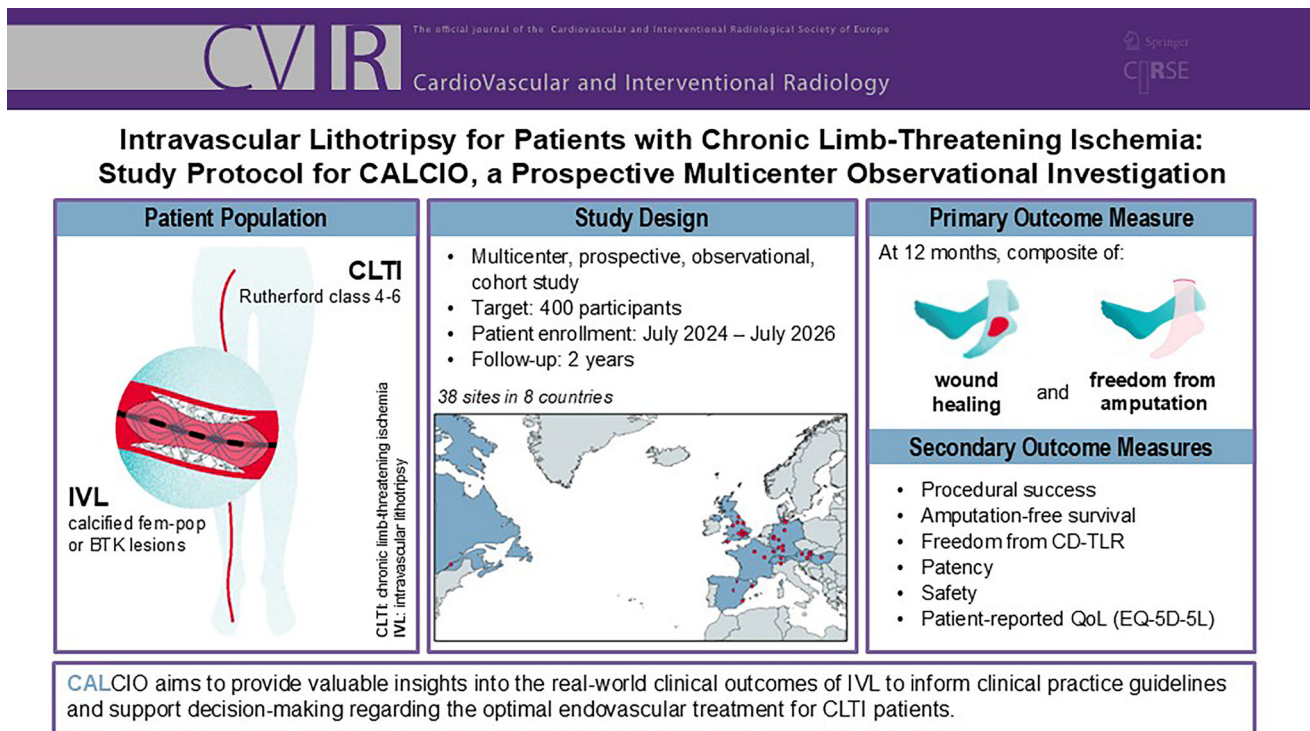 CVIR
The official journal of the Cardiovascular and Interventional Radiological Society of Europe
CardioVascular and Interventional Radiology
Springer
CIRSE
Intravascular Lithotripsy for Patients with Chronic Limb-Threatening Ischemia:
Study Protocol for CALCIO, a Prospective Multicenter Observational Investigation
Patient Population
CLTI
Rutherford class 4-6
IVL
calcified fem-pop
or BTK lesions
CLTI: chronic limb-threatening ischemia
IVL: intravascular lithotripsy
Study Design
• Multicenter, prospective, observational,
cohort study
• Target: 400 participants
• Patient enrollment: July 2024 – July 2026
• Follow-up: 2 years
38 sites in 8 countries
Primary Outcome Measure
At 12 months, composite of:
wound
healing
and
freedom from
amputation
Secondary Outcome Measures
• Procedural success
• Amputation-free survival
• Freedom from CD-TLR
• Patency
• Safety
• Patient-reported QoL (EQ-5D-5L)
CALCIO aims to provide valuable insights into the real-world clinical outcomes of IVL to inform clinical practice guidelines
and support decision-making regarding the optimal endovascular treatment for CLTI patients.